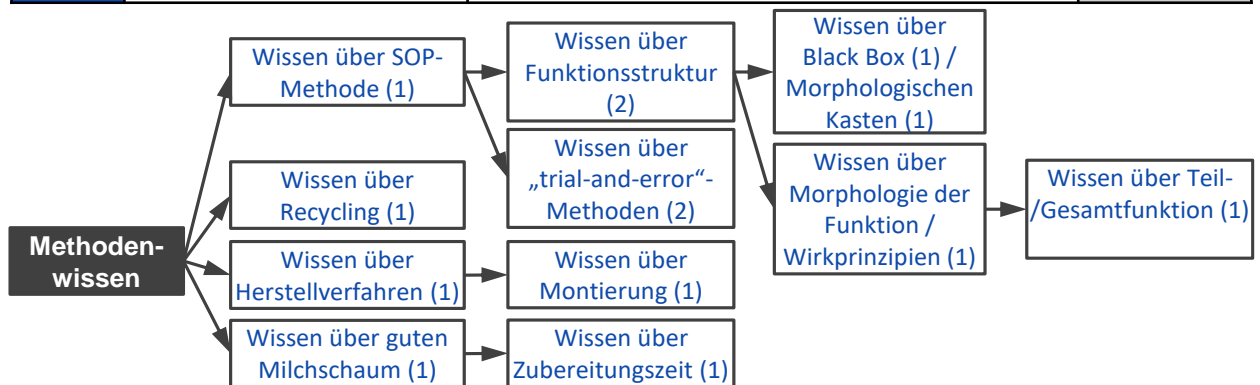 Methoden-
wissen
Wissen über SOP-
Methode (1)
Wissen über
Recycling (1)
Wissen über
Herstellverfahren (1)
Wissen über guten
Milchschaum (1)
Wissen über
Funktionsstruktur
(2)
Wissen über
„trial-and-error“-
Methoden (2)
Wissen über
Montierung (1)
Wissen über
Zubereitungszeit (1)
Wissen über
Black Box (1) /
Morphologischen
Kasten (1)
Wissen über
Morphologie der
Funktion /
Wirkprinzipien (1)
Wissen über Teil-
/Gesamtfunktion (1)